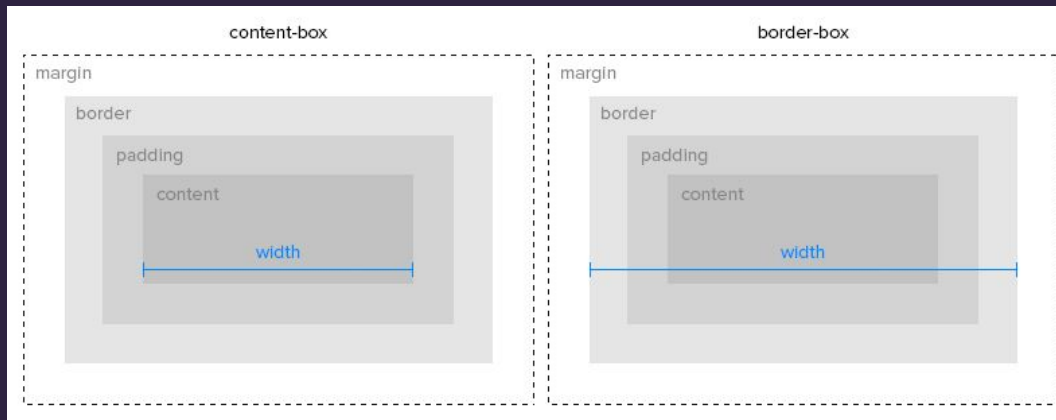 content-box
margin
border
padding
content
width
border-box
margin
border
padding
content
width